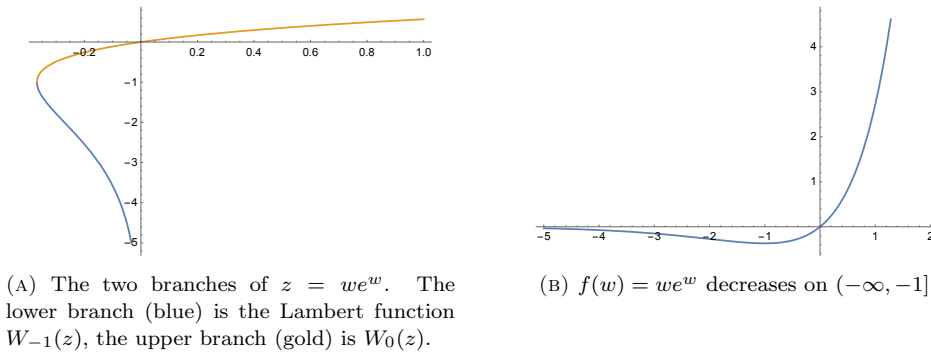 -0.2 0.2 0.4 0.6 0.8 1.0
-1
-2
-3
-4
-5
4
3
2
1
-5 -4 -3 -2 -1 1 2
(A) The two branches of z = we^w. The
lower branch (blue) is the Lambert function
W_{-1}(z), the upper branch (gold) is W_0(z).
(B) f(w) = we^w decreases on (−∞, −1]